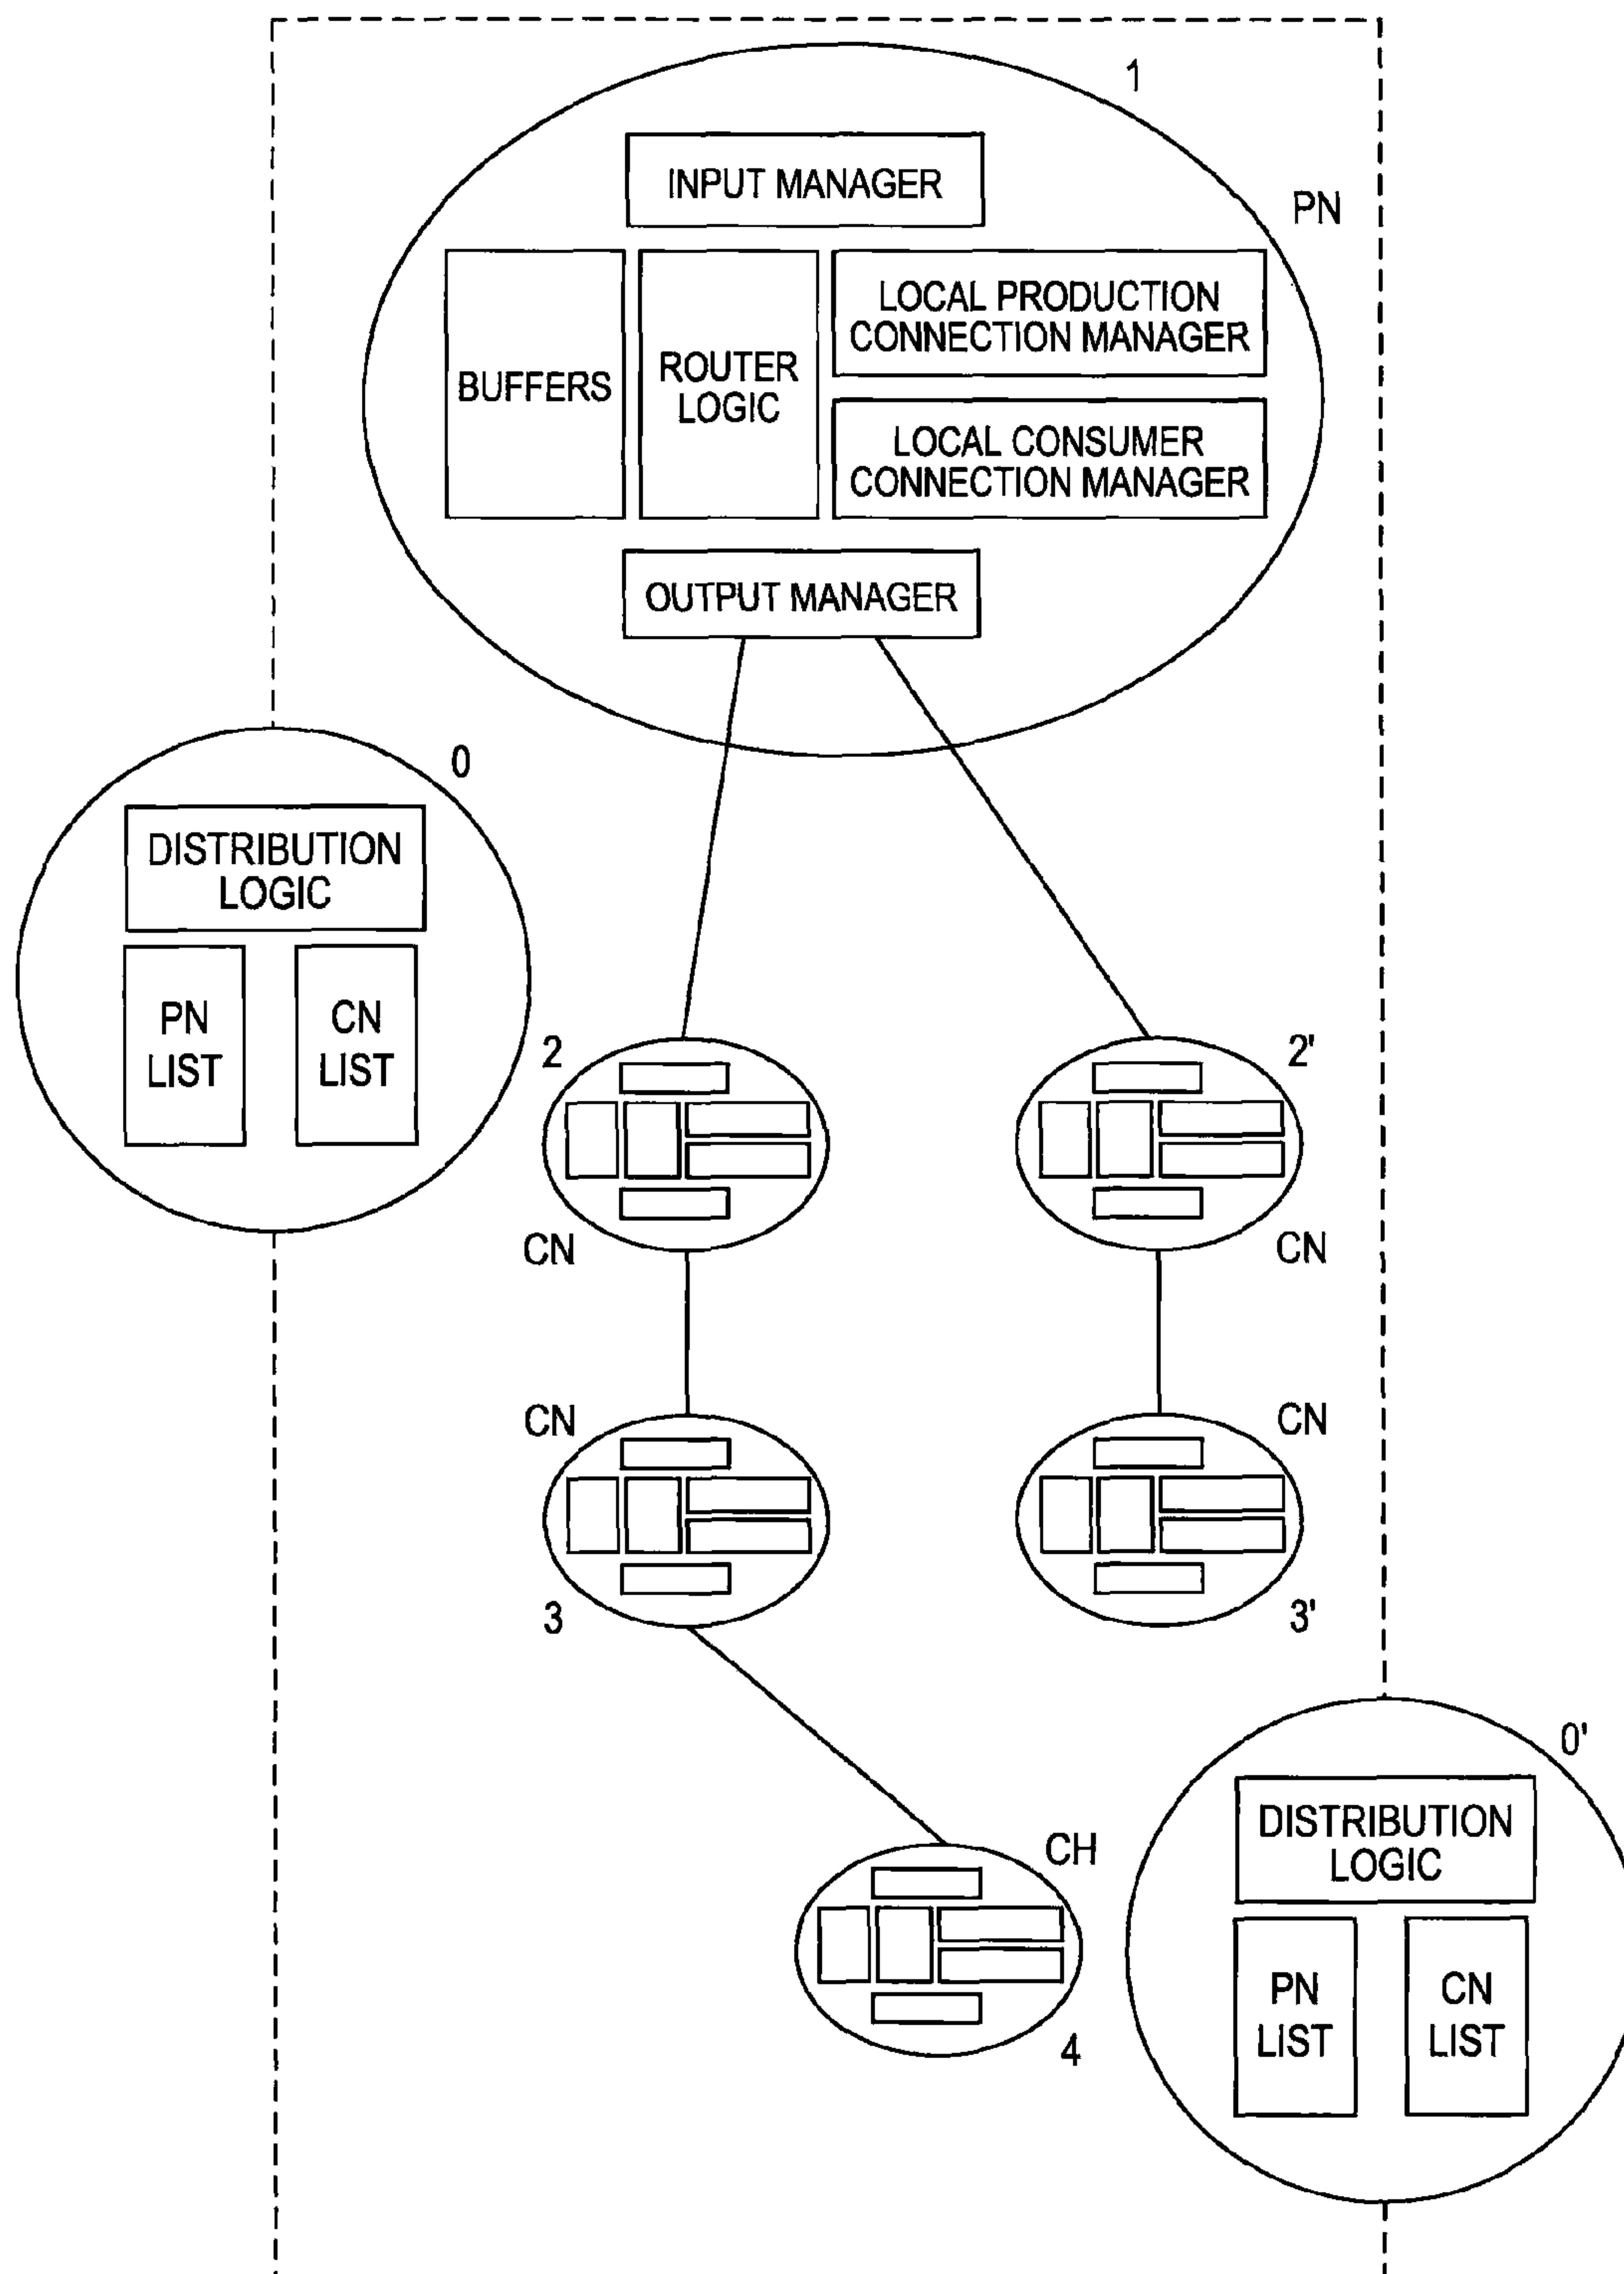 1
INPUT MANAGER
PN
BUFFERS
ROUTER
LOGIC
LOCAL PRODUCTION
CONNECTION MANAGER
LOCAL CONSUMER
CONNECTION MANAGER
OUTPUT MANAGER
0
DISTRIBUTION
LOGIC
PN
LIST
CN
LIST
2
CN
2'
CN
CN
3
CN
3'
CH
4
0'
DISTRIBUTION
LOGIC
PN
LIST
CN
LIST